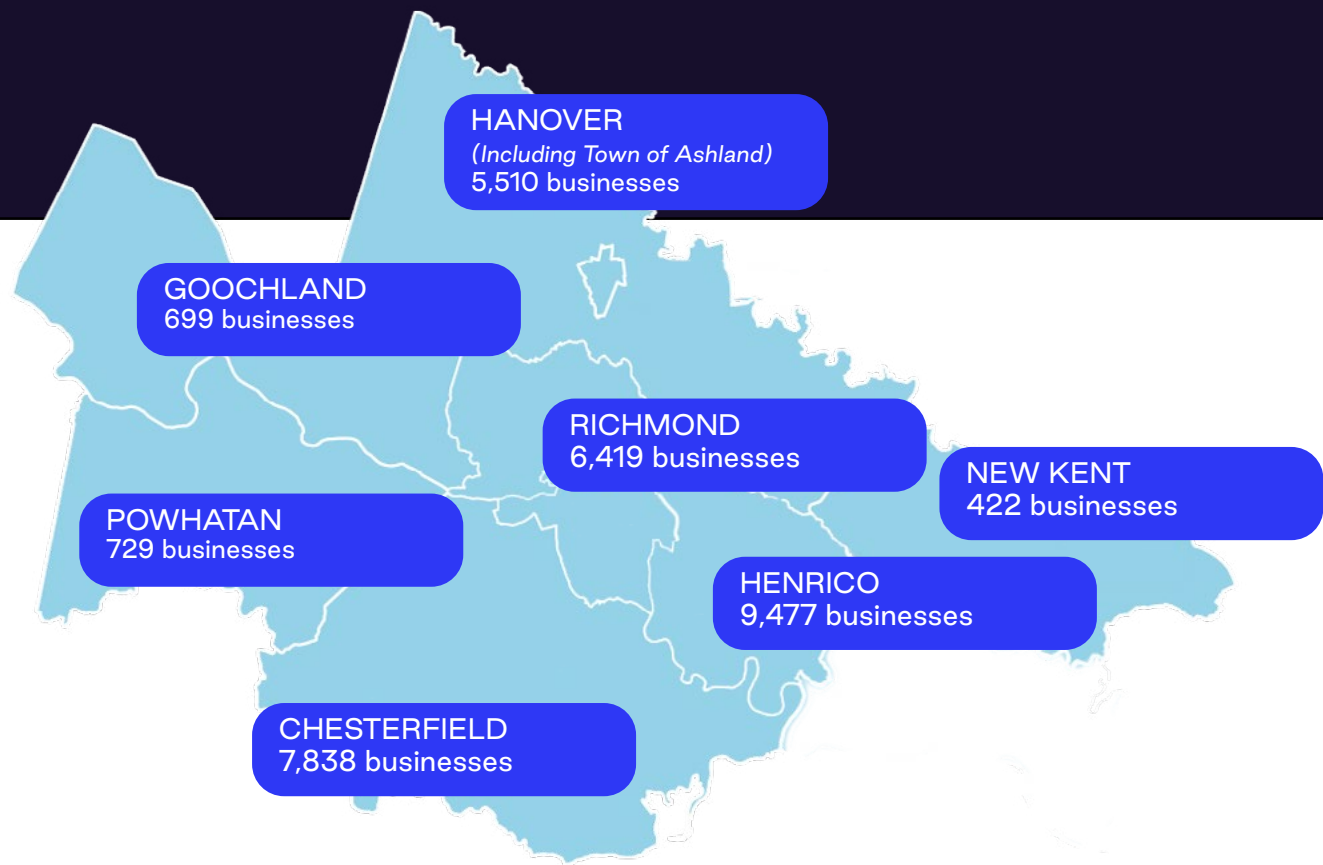 HANOVER
(Including Town of Ashland)
5,510 businesses
GOOCHLAND
699 businesses
RICHMOND
6,419 businesses
NEW KENT
422 businesses
POWHATAN
729 businesses
HENRICO
9,477 businesses
CHESTERFIELD
7,838 businesses